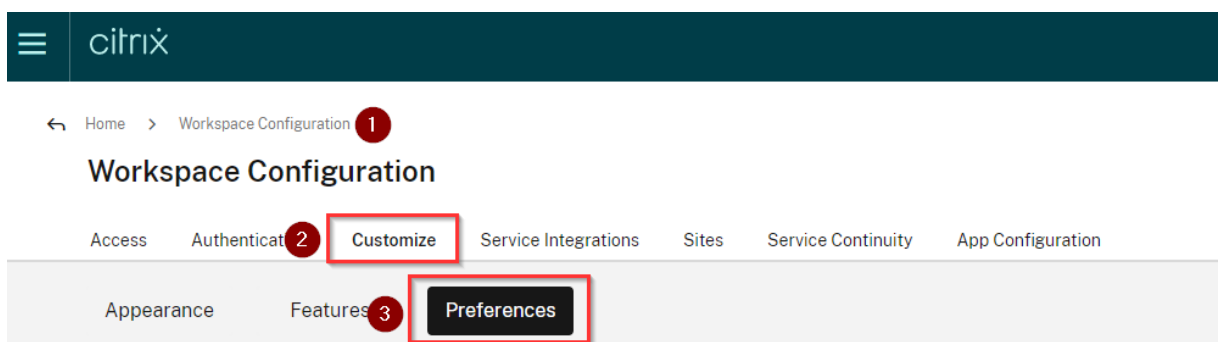 citrix
Home > Workspace Configuration 1
Workspace Configuration
Access Authenticat 2 Customize Service Integrations Sites Service Continuity App Configuration
Appearance Features 3 Preferences